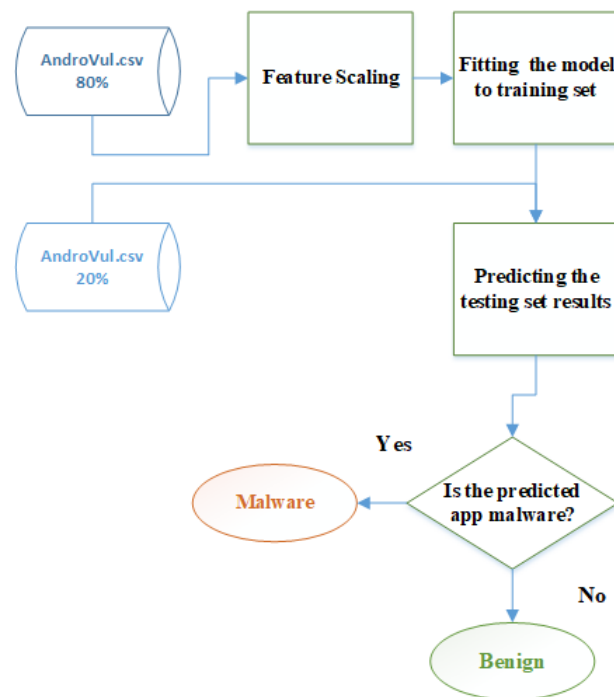 AndroVul.csv
80%
Feature Scaling
Fitting the model
to training set
AndroVul.csv
20%
Predicting the
testing set results
Yes
Is the predicted
app malware?
Malware
No
Benign